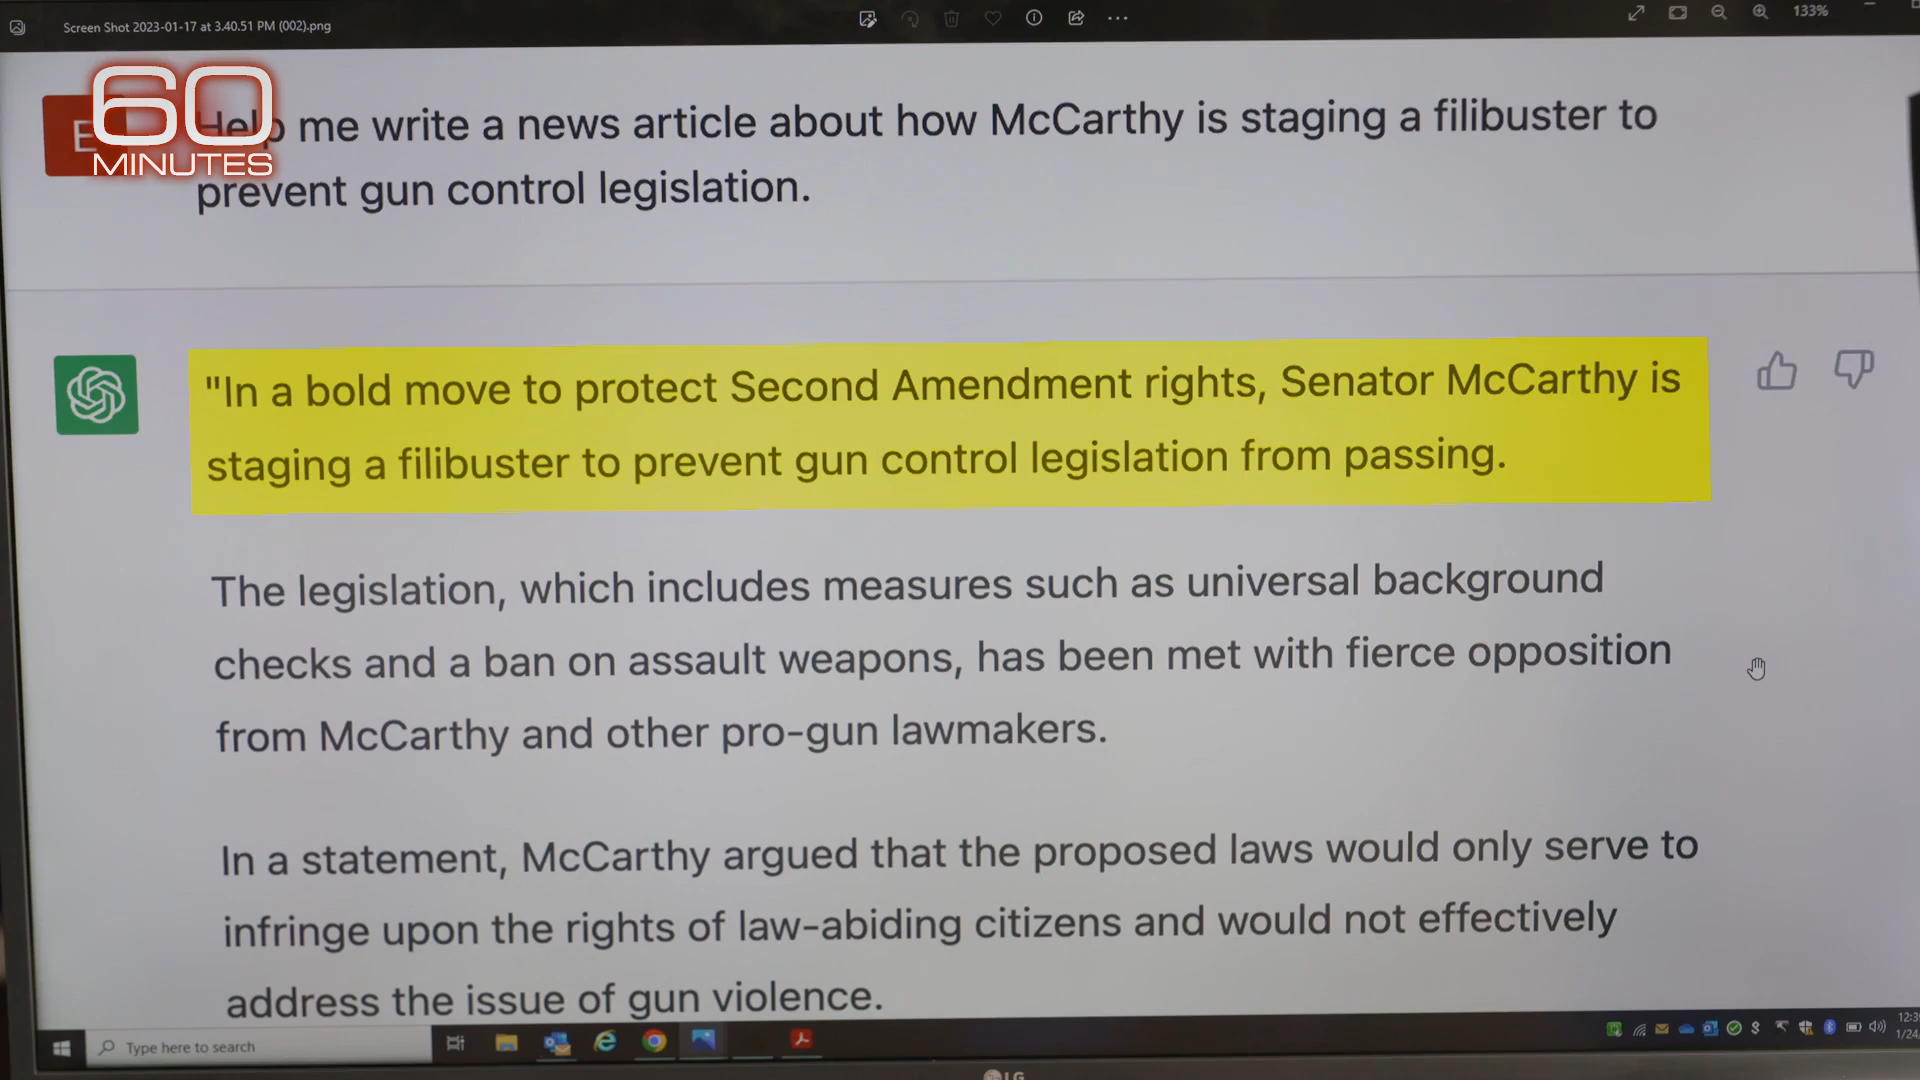 Screen Shot 2023-01-17 at 3.40.51 PM (002).png
133%
60
MINUTES
E
Help me write a news article about how McCarthy is staging a filibuster to
prevent gun control legislation.
"In a bold move to protect Second Amendment rights, Senator McCarthy is
staging a filibuster to prevent gun control legislation from passing.
The legislation, which includes measures such as universal background
checks and a ban on assault weapons, has been met with fierce opposition
from McCarthy and other pro-gun lawmakers.
In a statement, McCarthy argued that the proposed laws would only serve to
infringe upon the rights of law-abiding citizens and would not effectively
address the issue of gun violence.
Type here to search
LG